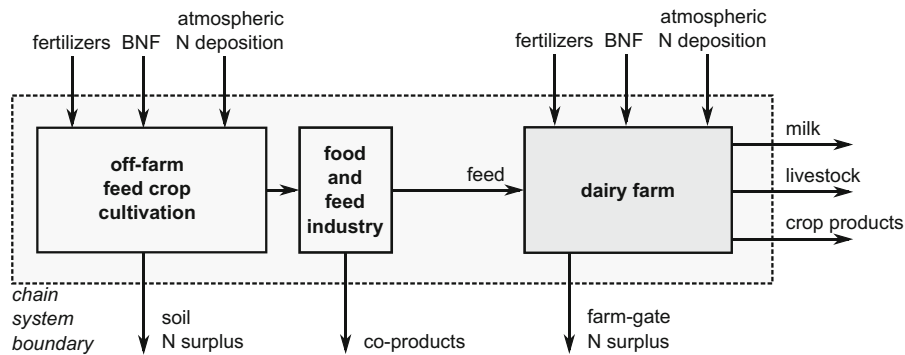 fertilizers BNF
atmospheric
N deposition
fertilizers BNF
atmospheric
N deposition
off-farm
feed crop
cultivation
food
and
feed
industry
feed
dairy farm
milk
livestock
crop products
chain
system
boundary
soil
N surplus
co-products
farm-gate
N surplus